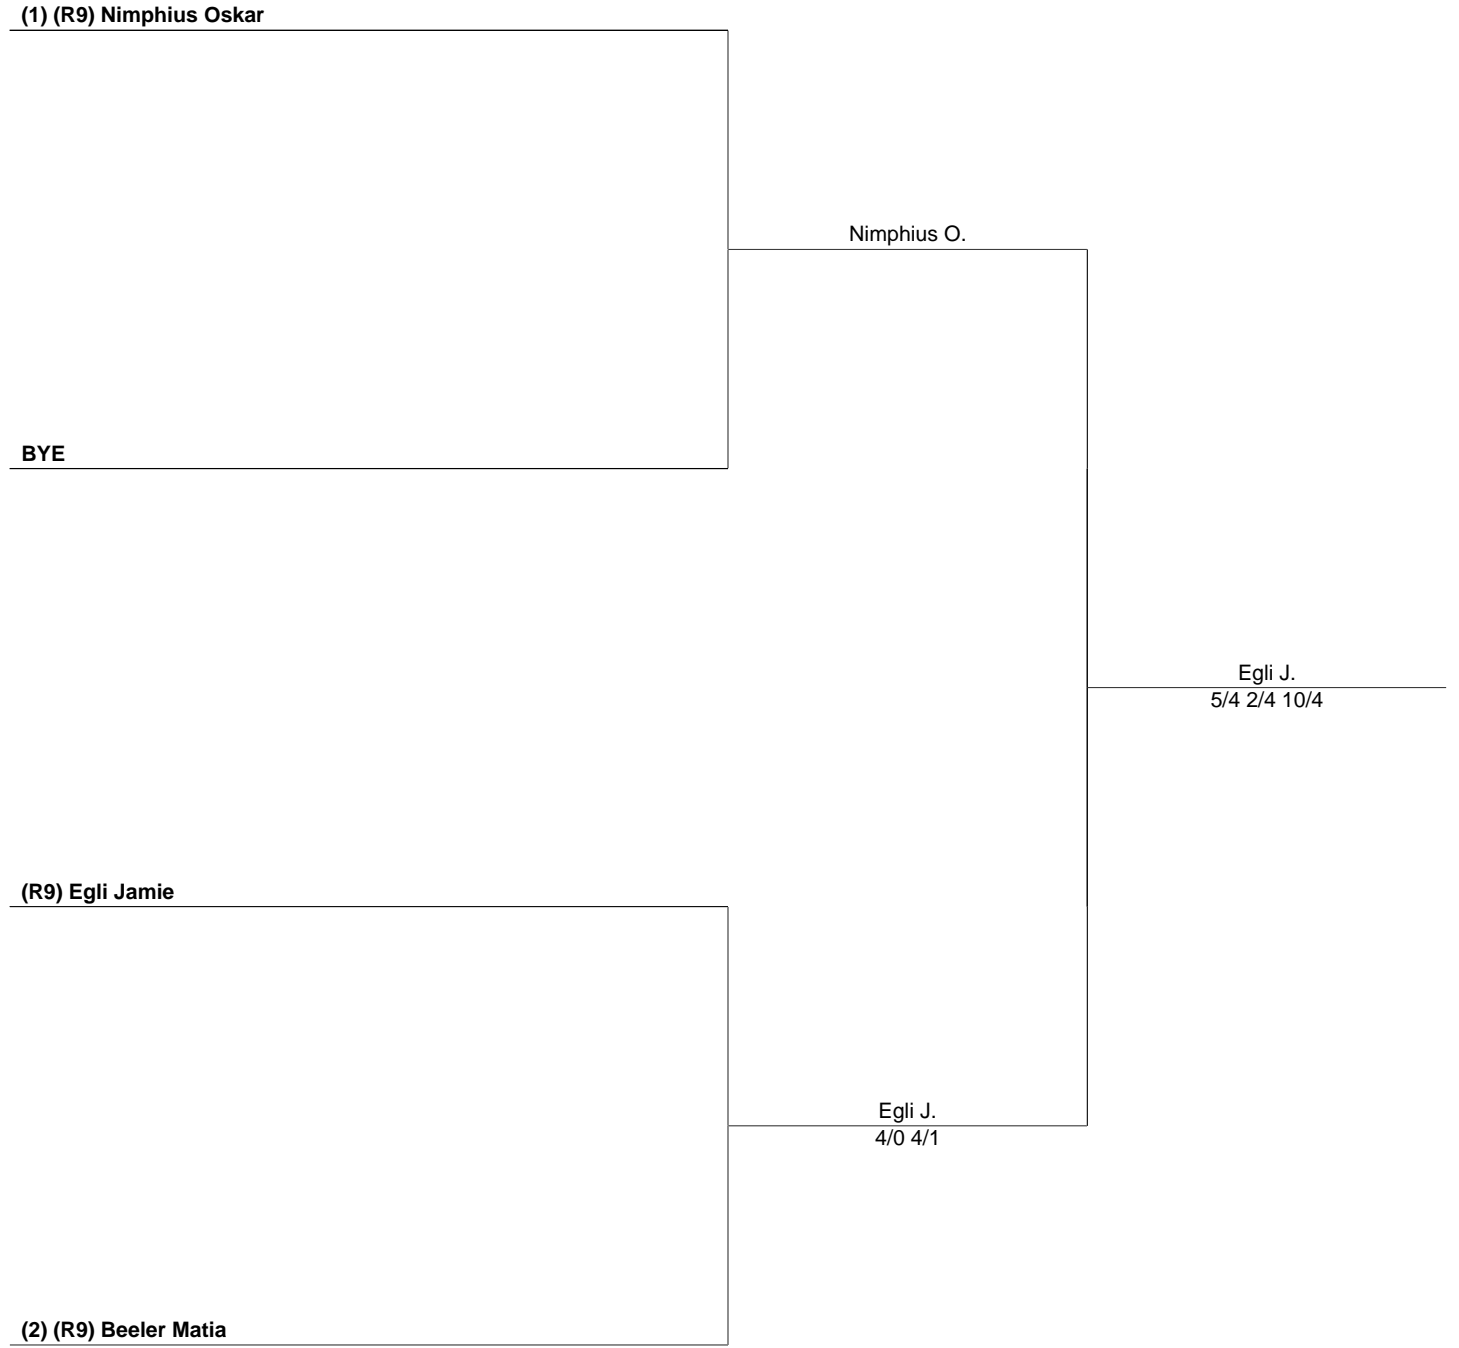 (1) (R9) Nimphius Oskar
Nimphius O.
BYE
Egli J.
5/4 2/4 10/4
(R9) Egli Jamie
Egli J.
4/0 4/1
(2) (R9) Beeler Matia